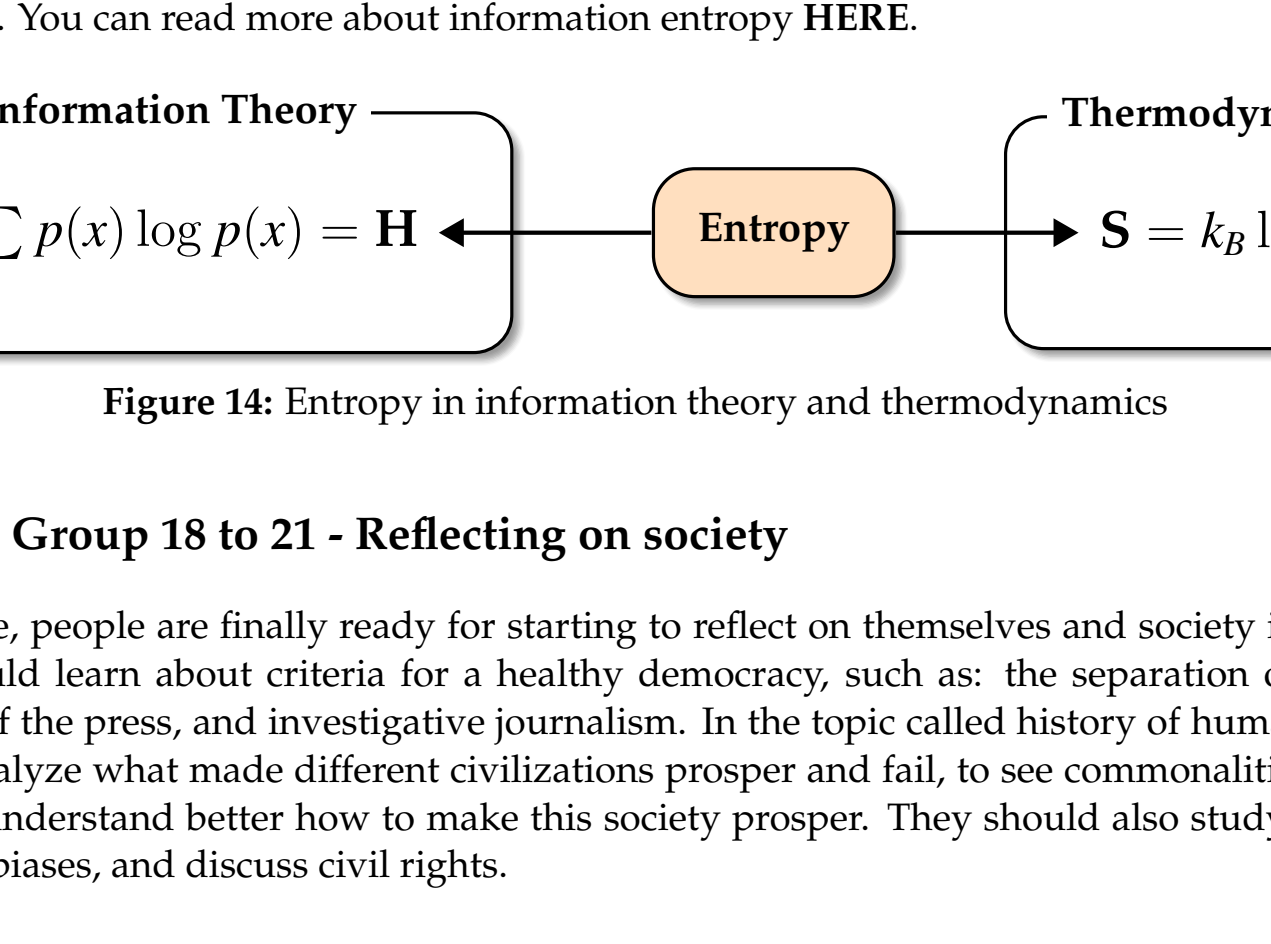 . You can read more about information entropy HERE.
nformation Theory
Thermodyn
∑ p(x) log p(x) = H
Entropy
S = k_B l
Figure 14: Entropy in information theory and thermodynamics
Group 18 to 21 - Reflecting on society
e, people are finally ready for starting to reflect on themselves and society i
uld learn about criteria for a healthy democracy, such as: the separation o
f the press, and investigative journalism. In the topic called history of hum
alyze what made different civilizations prosper and fail, to see commonaliti
understand better how to make this society prosper. They should also study
biases, and discuss civil rights.